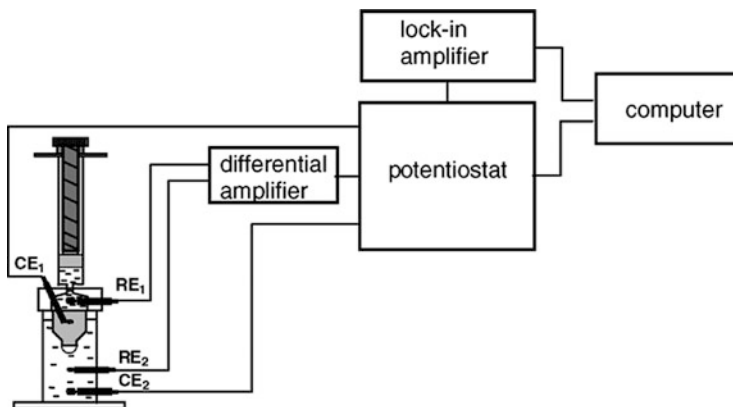 lock-in
amplifier
computer
differential
amplifier
potentiostat
CE₁
RE₁
RE₂
CE₂